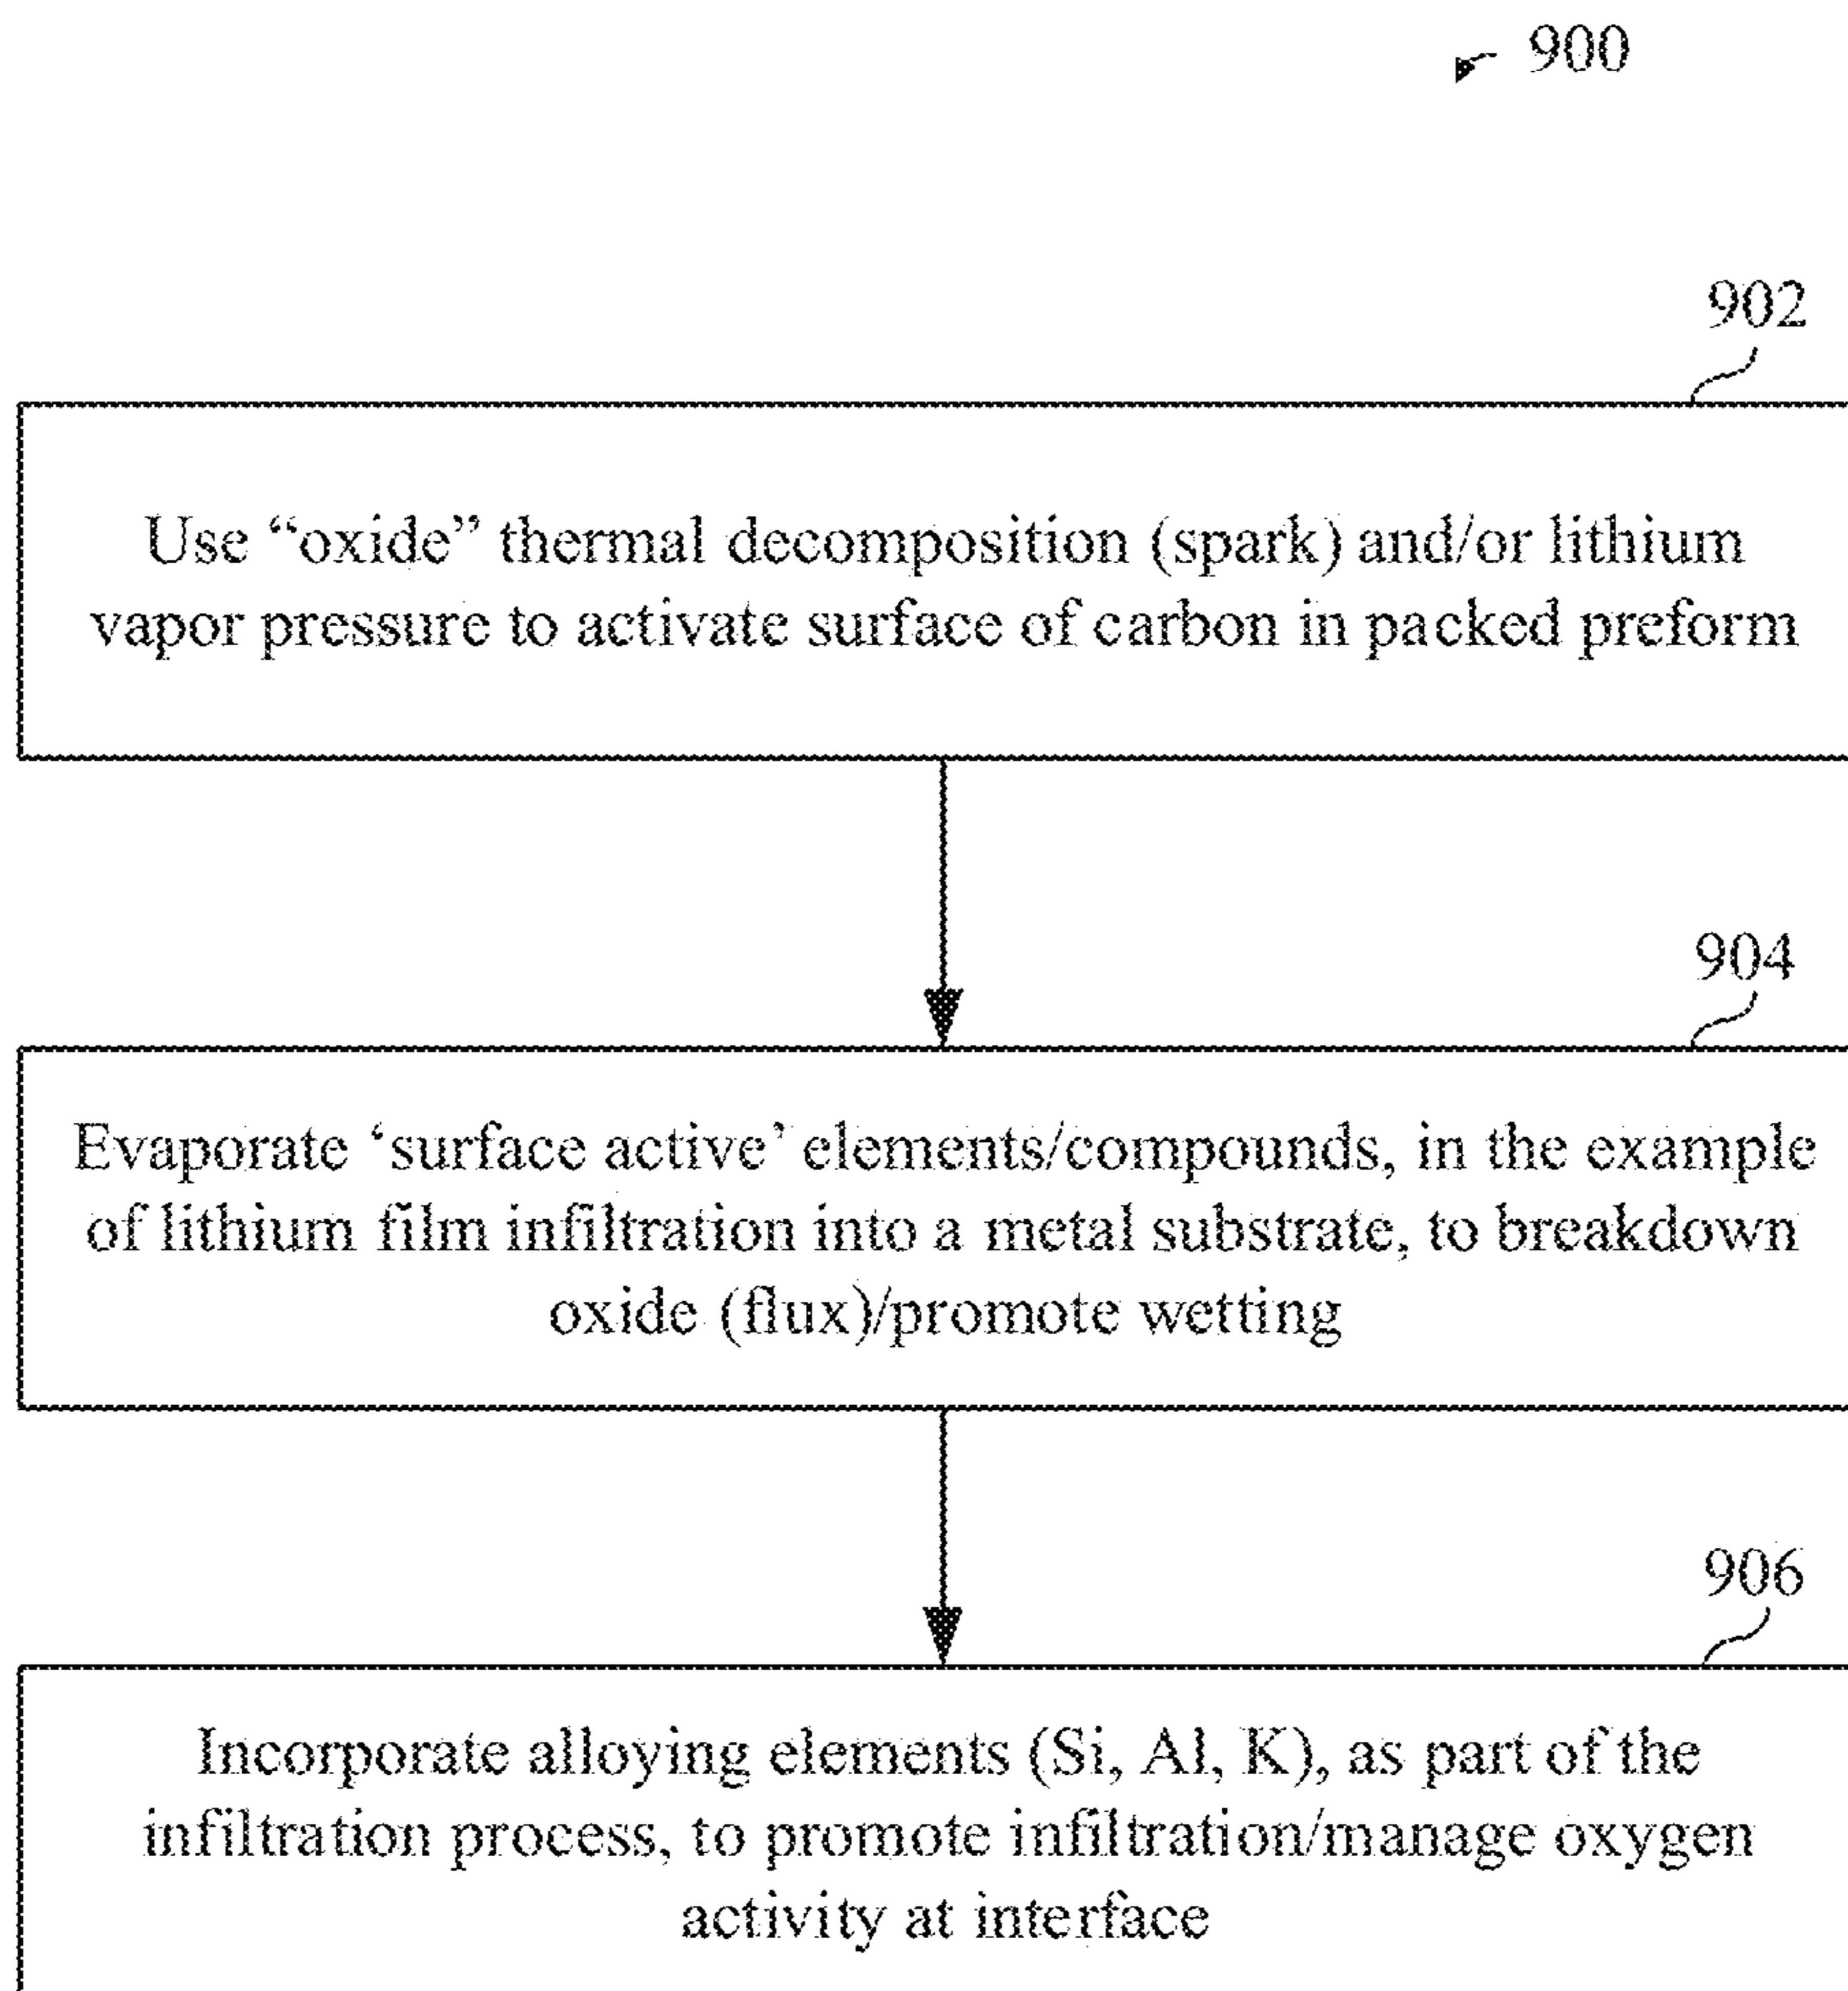 900
902
Use “oxide” thermal decomposition (spark) and/or lithium
vapor pressure to activate surface of carbon in packed preform
904
Evaporate ‘surface active’ elements/compounds, in the example
of lithium film infiltration into a metal substrate, to breakdown
oxide (flux)/promote wetting
906
Incorporate alloying elements (Si, Al, K), as part of the
infiltration process, to promote infiltration/manage oxygen
activity at interface